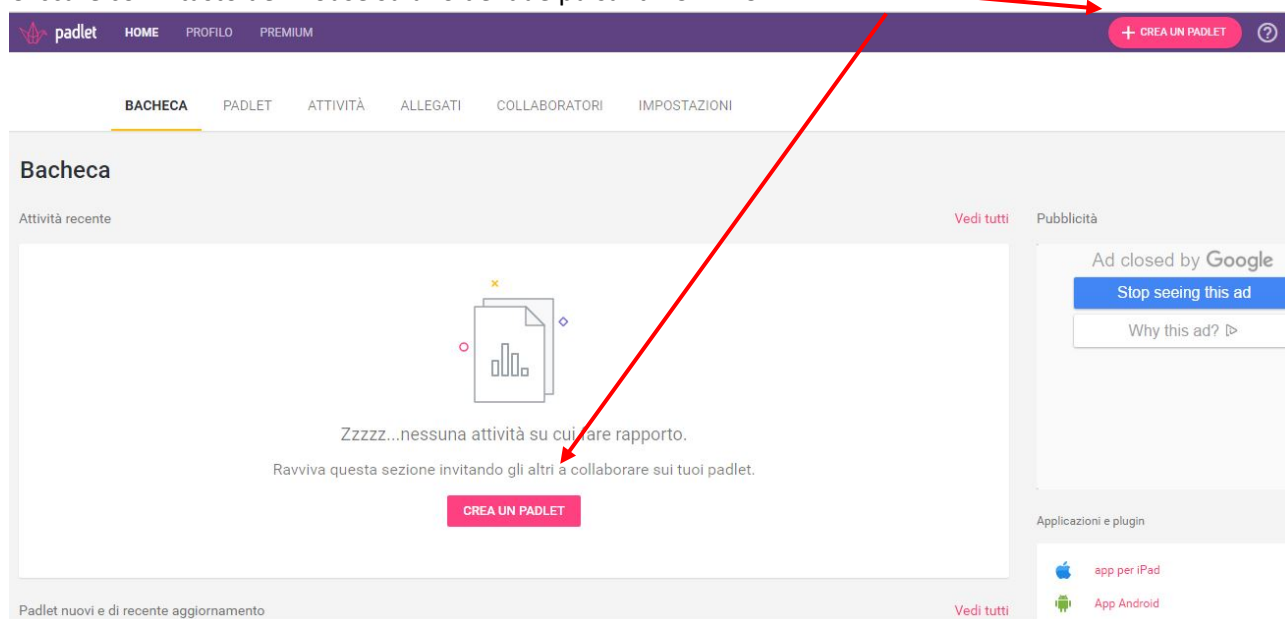 padlet HOME PROFILO PREMIUM + CREA UN PADLET ?
BACHECA PADLET ATTIVITÀ ALLEGATI COLLABORATORI IMPOSTAZIONI
Bacheca
Attività recente Vedi tutti
Zzzzz...nessuna attività su cui fare rapporto.
Ravviva questa sezione invitando gli altri a collaborare sui tuoi padlet.
CREA UN PADLET
Padlet nuovi e di recente aggiornamento Vedi tutti
Pubblicità
Ad closed by Google
Stop seeing this ad
Why this ad?
Applicazioni e plugin
app per iPad
App Android